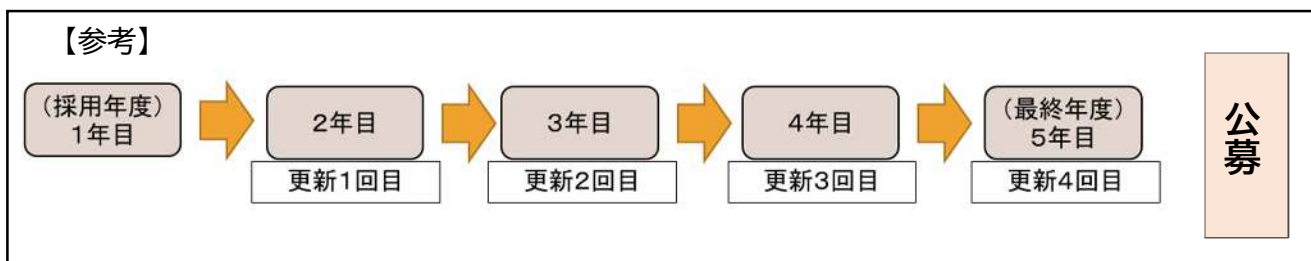 【参考】
(採用年度)
1年目
2年目
更新1回目
3年目
更新2回目
4年目
更新3回目
(最終年度)
5年目
更新4回目
公募